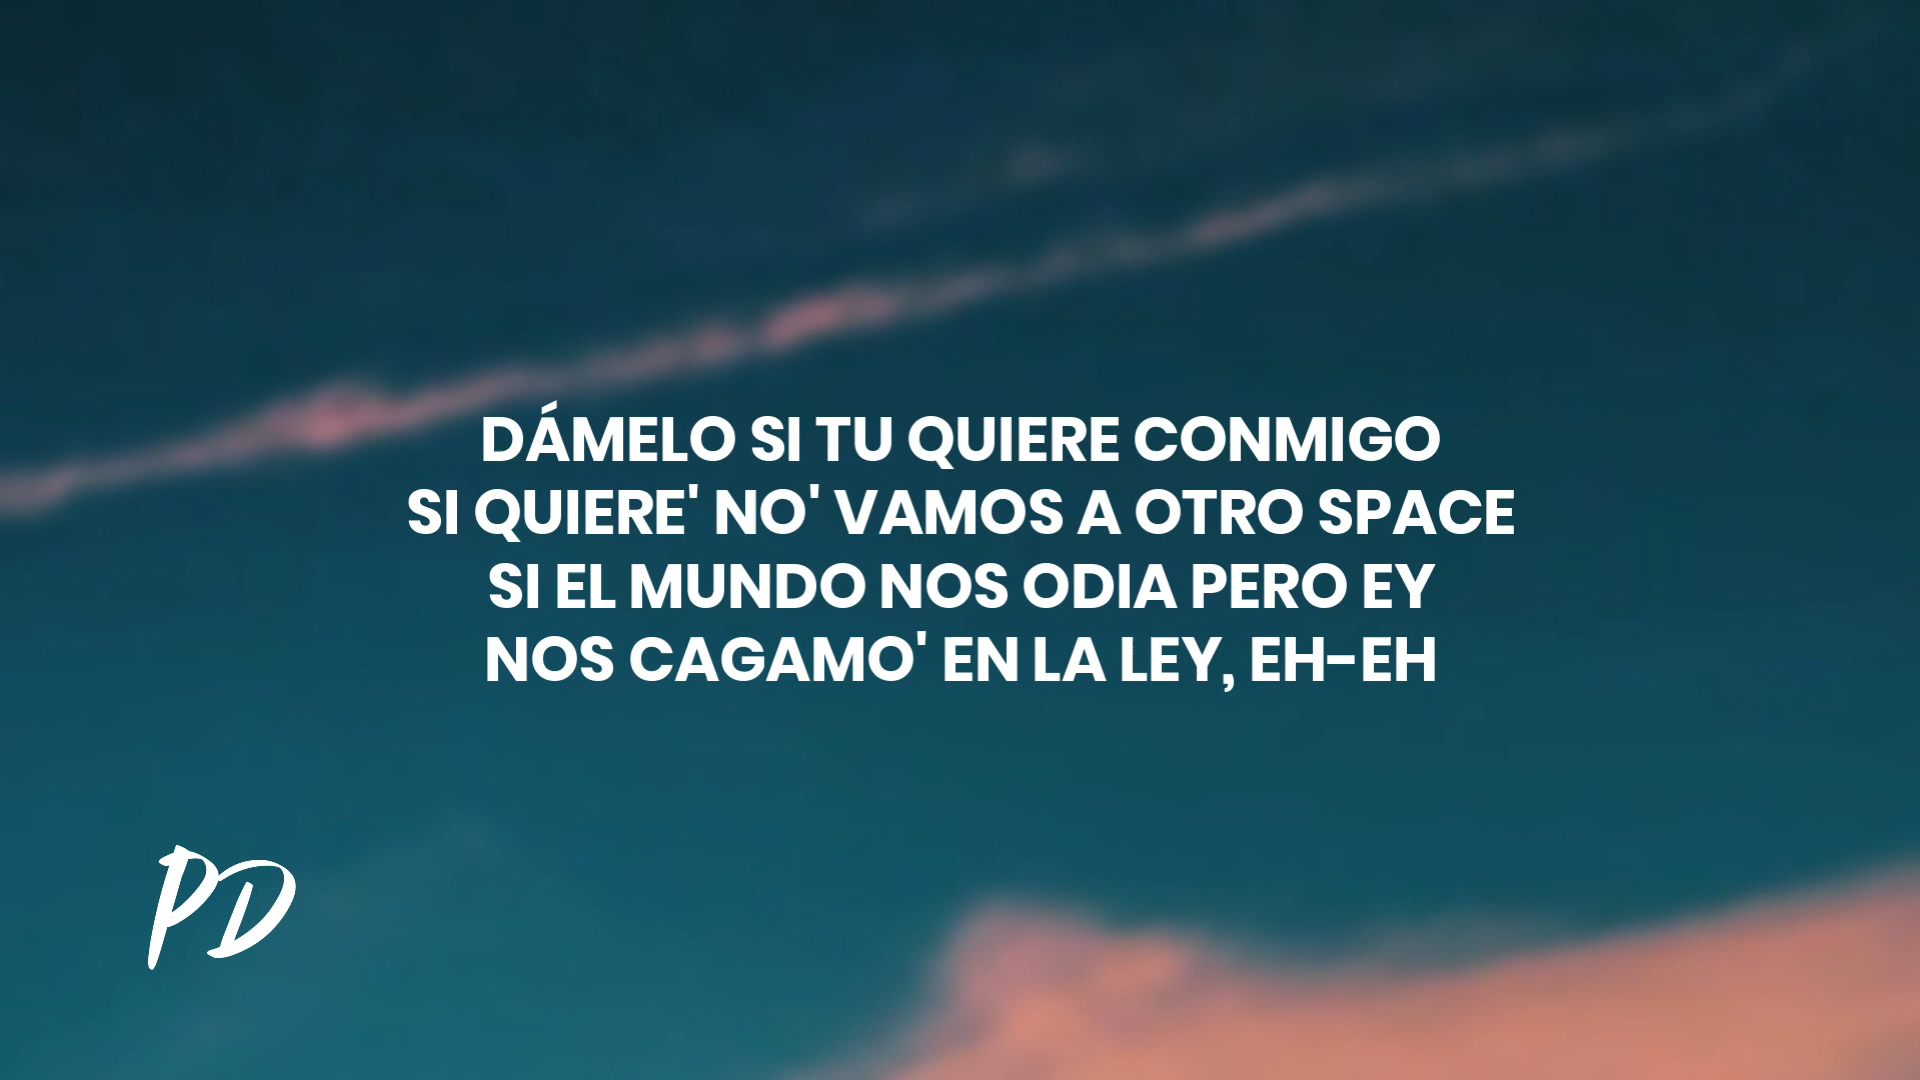 DÁMELO SI TU QUIERE CONMIGO
SI QUIERE' NO' VAMOS A OTRO SPACE
SI EL MUNDO NOS ODIA PERO EY
NOS CAGAMO' EN LA LEY, EH-EH
PD